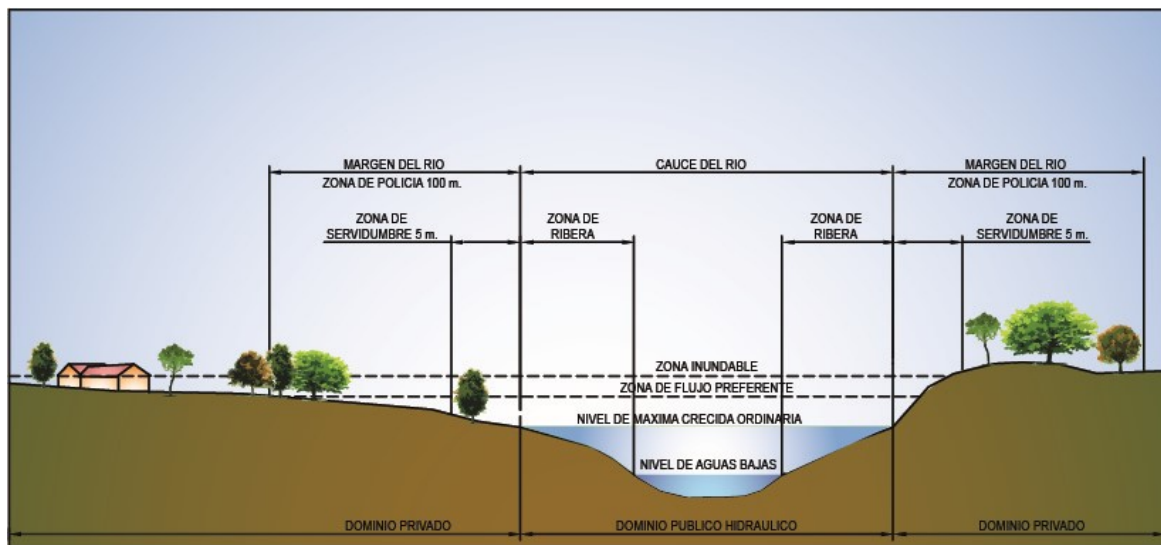 MARGEN DEL RIO
CAUCE DEL RIO
MARGEN DEL RIO
ZONA DE POLICIA 100 m.
ZONA DE POLICIA 100 m.
ZONA DE
SERVIDUMBRE 5 m.
ZONA DE
RIBERA
ZONA DE
RIBERA
ZONA DE
SERVIDUMBRE 5 m.
ZONA INUNDABLE
ZONA DE FLUJO PREFERENTE
NIVEL DE MAXIMA CRECIDA ORDINARIA
NIVEL DE AGUAS BAJAS
DOMINIO PRIVADO
DOMINIO PUBLICO HIDRAULICO
DOMINIO PRIVADO